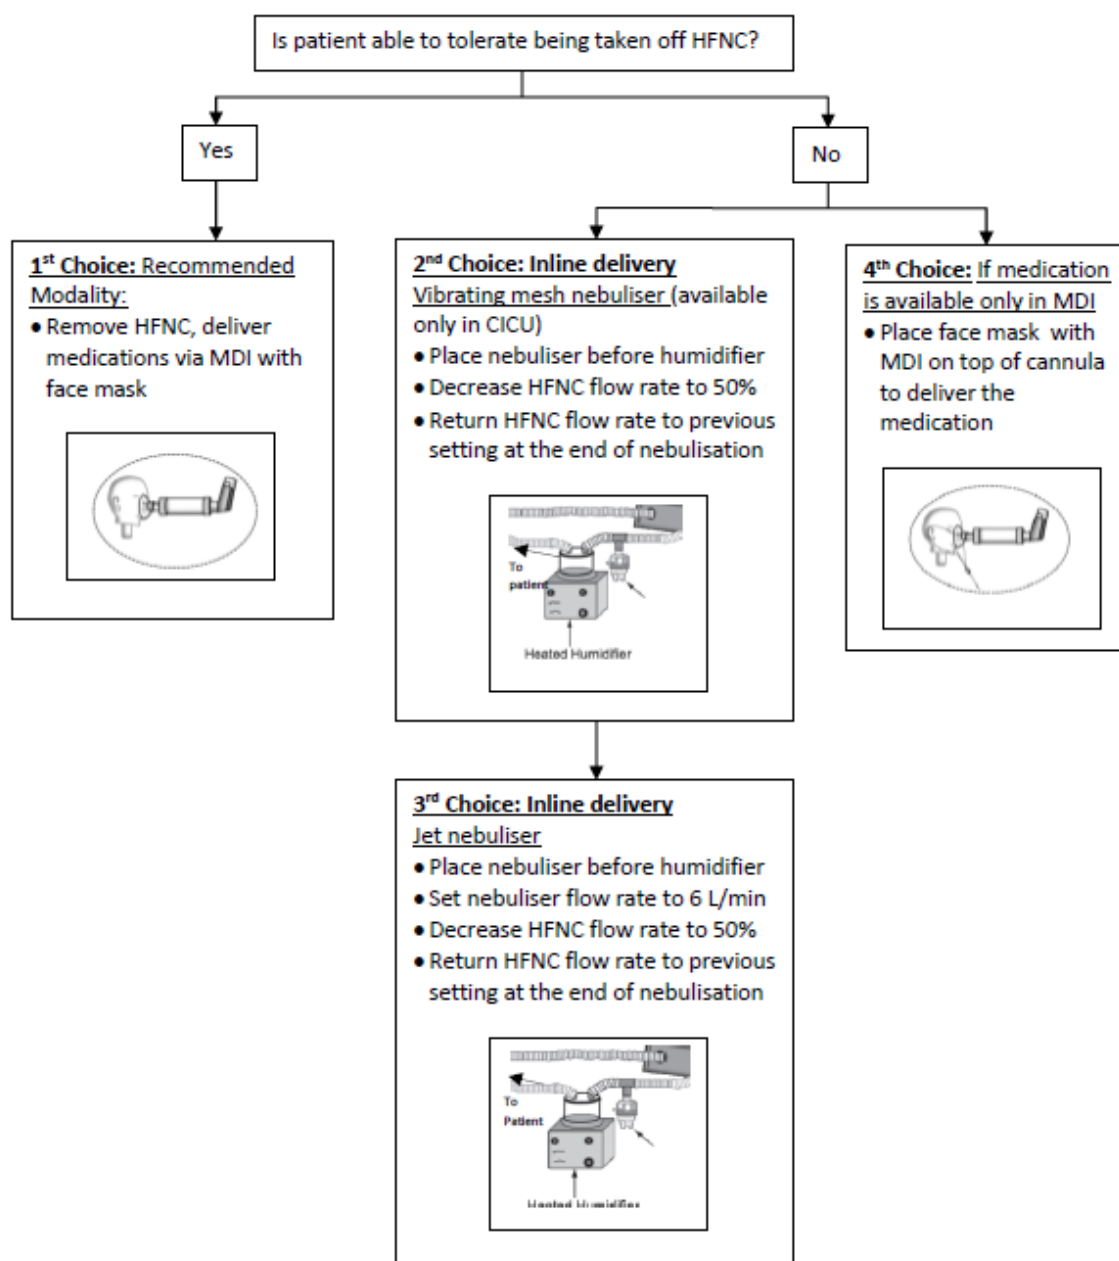 Is patient able to tolerate being taken off HFNC?
Yes
No
1st Choice: Recommended
Modality:
• Remove HFNC, deliver
medications via MDI with
face mask
2nd Choice: Inline delivery
Vibrating mesh nebuliser (available
only in CICU)
• Place nebuliser before humidifier
• Decrease HFNC flow rate to 50%
• Return HFNC flow rate to previous
setting at the end of nebulisation
To
patient
Heated Humidifier
4th Choice: If medication
is available only in MDI
• Place face mask with
MDI on top of cannula
to deliver the
medication
3rd Choice: Inline delivery
Jet nebuliser
• Place nebuliser before humidifier
• Set nebuliser flow rate to 6 L/min
• Decrease HFNC flow rate to 50%
• Return HFNC flow rate to previous
setting at the end of nebulisation
To
Patient
Heated Humidifier